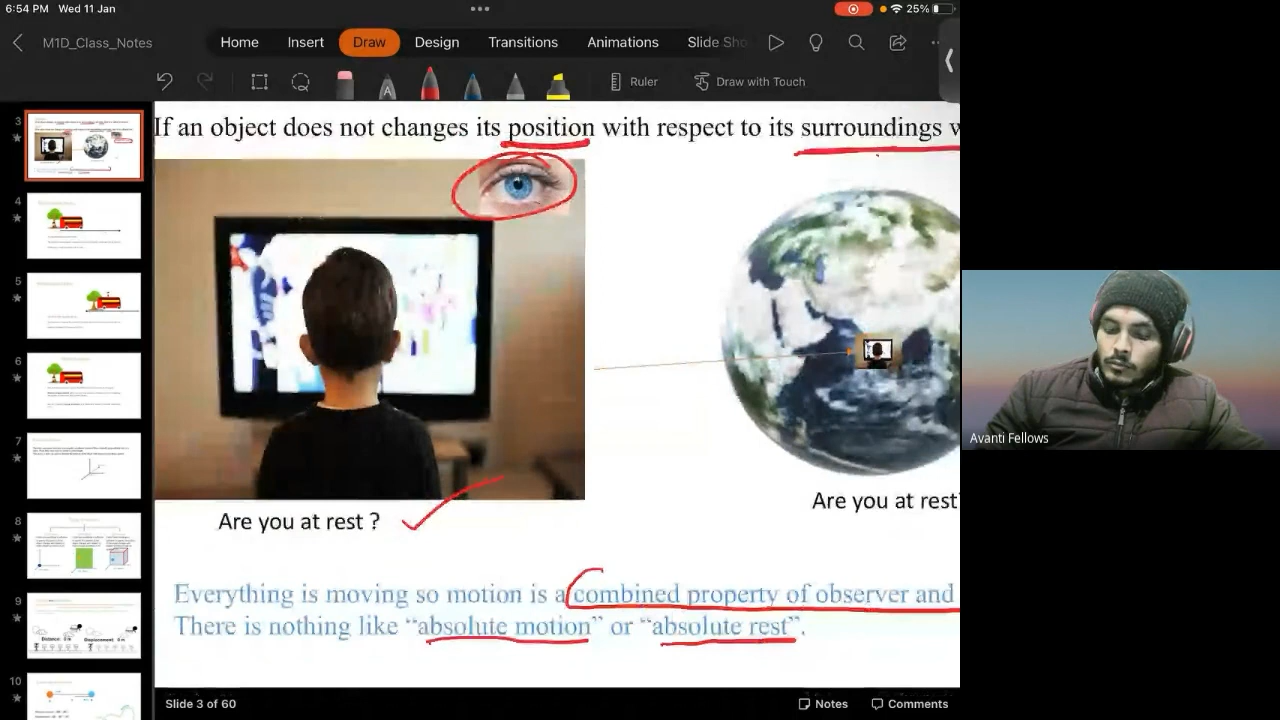 6:54 PM Wed 11 Jan
25%
M1D_Class_Notes
Home Insert Draw Design Transitions Animations Slide Sho
Ruler
Draw with Touch
3
4
5
6
7
8
9
10
If an object does not changes its position with respect to its surroundings w
Are you at rest ?
Are you at rest?
Everything is moving so motion is a combined property of observer and
There is nothing like “absolute motion” or “absolute rest”.
Avanti Fellows
Slide 3 of 60
Notes
Comments